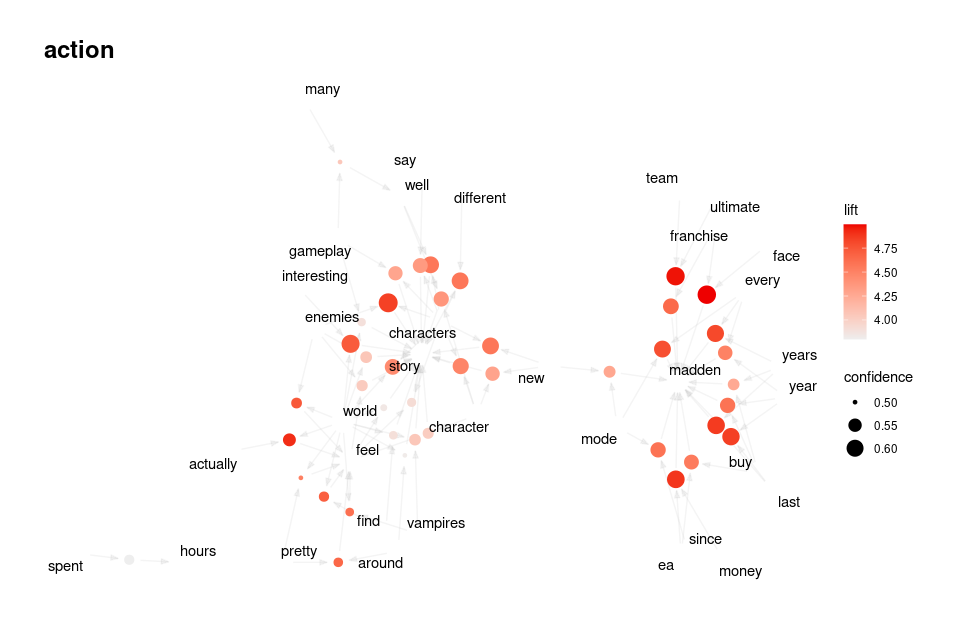 action
many
say
well
different
team
ultimate
franchise
face
every
gameplay
interesting
enemies
characters
story
new
madden
years
year
world
character
mode
feel
actually
buy
last
find
vampires
since
pretty
around
hours
spent
ea
money
lift
4.75
4.50
4.25
4.00
confidence
0.50
0.55
0.60